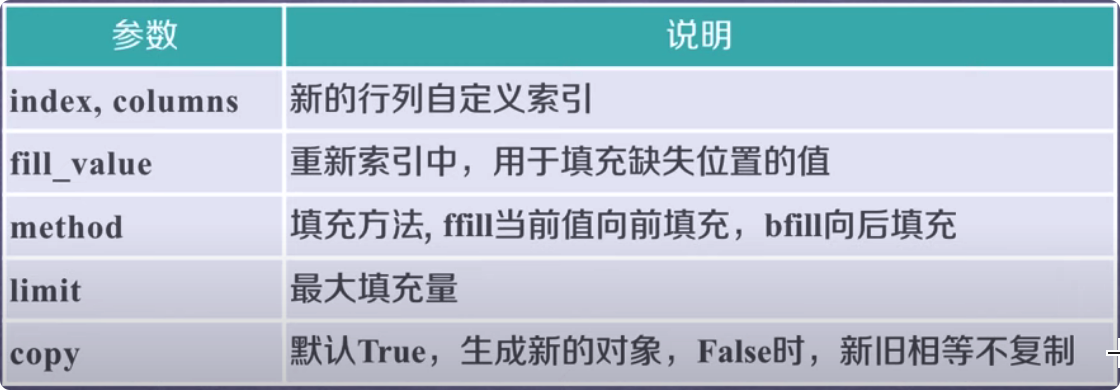 参数 说明
index, columns 新的行列自定义索引
fill_value 重新索引中，用于填充缺失位置的值
method 填充方法, ffill当前值向前填充，bfill向后填充
limit 最大填充量
copy 默认True，生成新的对象，False时，新旧相等不复制